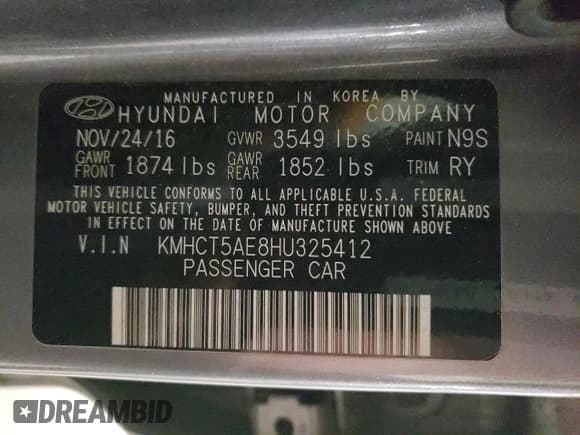 MANUFACTURED IN KOREA BY
HYUNDAI MOTOR COMPANY
NOV/24/16 GVWR 3549 lbs PAINT N9S
GAWR FRONT 1874 lbs GAWR REAR 1852 lbs TRIM RY
THIS VEHICLE CONFORMS TO ALL APPLICABLE U.S.A. FEDERAL
MOTOR VEHICLE SAFETY, BUMPER, AND THEFT PREVENTION STANDARDS
IN EFFECT ON THE DATE OF MANUFACTURE SHOWN ABOVE.
V.I.N KMHCT5AE8HU325412
PASSENGER CAR
DREAMBID